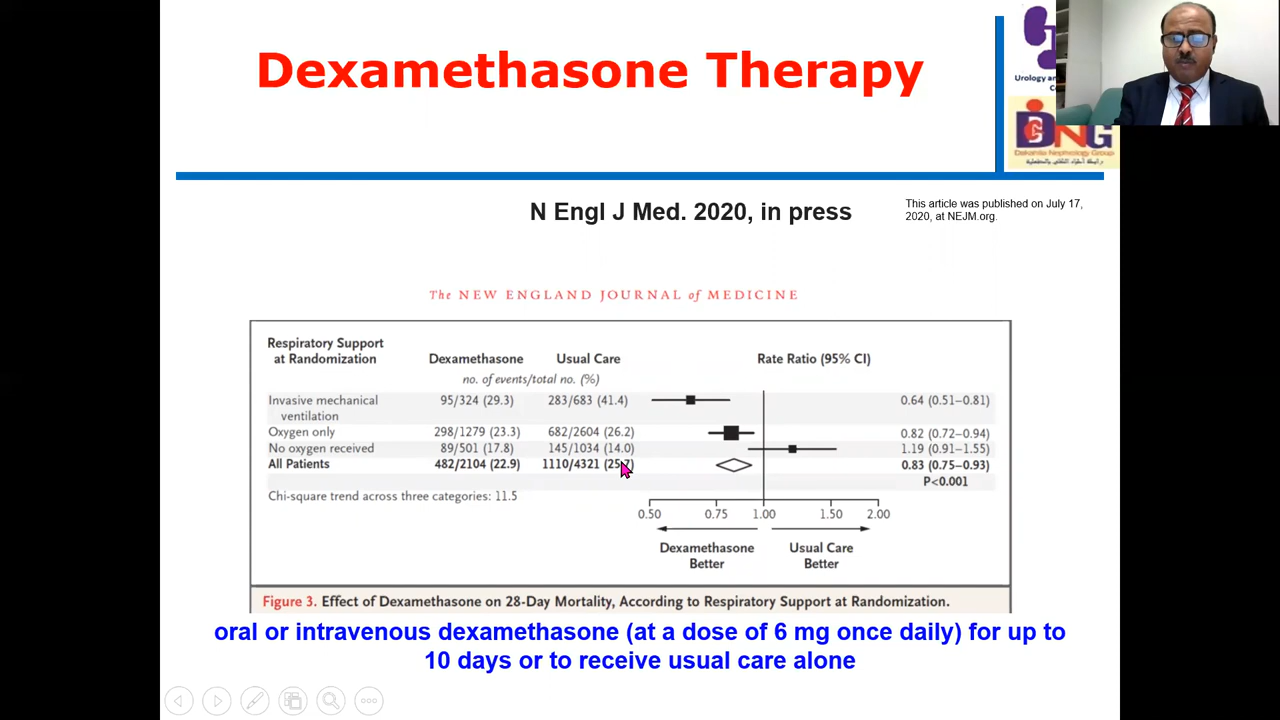 Dexamethasone Therapy
Urology an
DNG
Dakahlia Nephrology Group
N Engl J Med. 2020, in press
This article was published on July 17,
2020, at NEJM.org.
The NEW ENGLAND JOURNAL of MEDICINE
Respiratory Support
at Randomization
Dexamethasone
Usual Care
Rate Ratio (95% CI)
no. of events/total no. (%)
Invasive mechanical
ventilation
95/324 (29.3)
283/683 (41.4)
0.64 (0.51–0.81)
Oxygen only
298/1279 (23.3)
682/2604 (26.2)
0.82 (0.72–0.94)
No oxygen received
89/501 (17.8)
145/1034 (14.0)
1.19 (0.91–1.55)
All Patients
482/2104 (22.9)
1110/4321 (25.7)
0.83 (0.75–0.93)
P<0.001
Chi-square trend across three categories: 11.5
0.50
0.75
1.00
1.50
2.00
Dexamethasone
Better
Usual Care
Better
Figure 3. Effect of Dexamethasone on 28-Day Mortality, According to Respiratory Support at Randomization.
oral or intravenous dexamethasone (at a dose of 6 mg once daily) for up to
10 days or to receive usual care alone